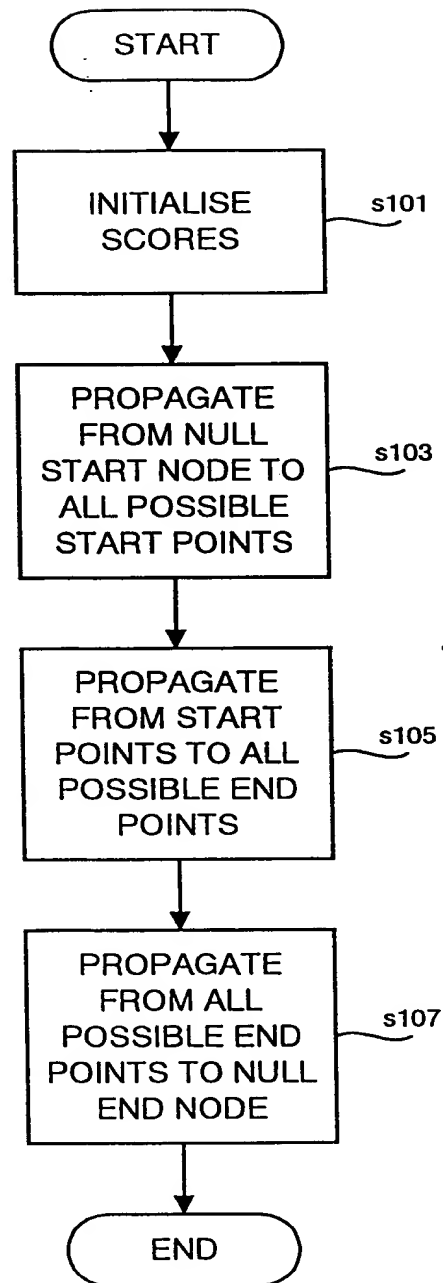 START
INITIALISE
SCORES
s101
PROPAGATE
FROM NULL
START NODE TO
ALL POSSIBLE
START POINTS
s103
PROPAGATE
FROM START
POINTS TO ALL
POSSIBLE END
POINTS
s105
PROPAGATE
FROM ALL
POSSIBLE END
POINTS TO NULL
END NODE
s107
END